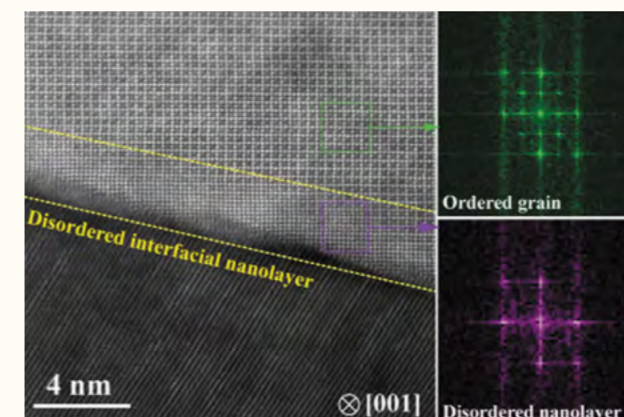 Ordered grain
Disordered interfacial nanolayer
4 nm
⊗ [001]
Disordered nanolayer